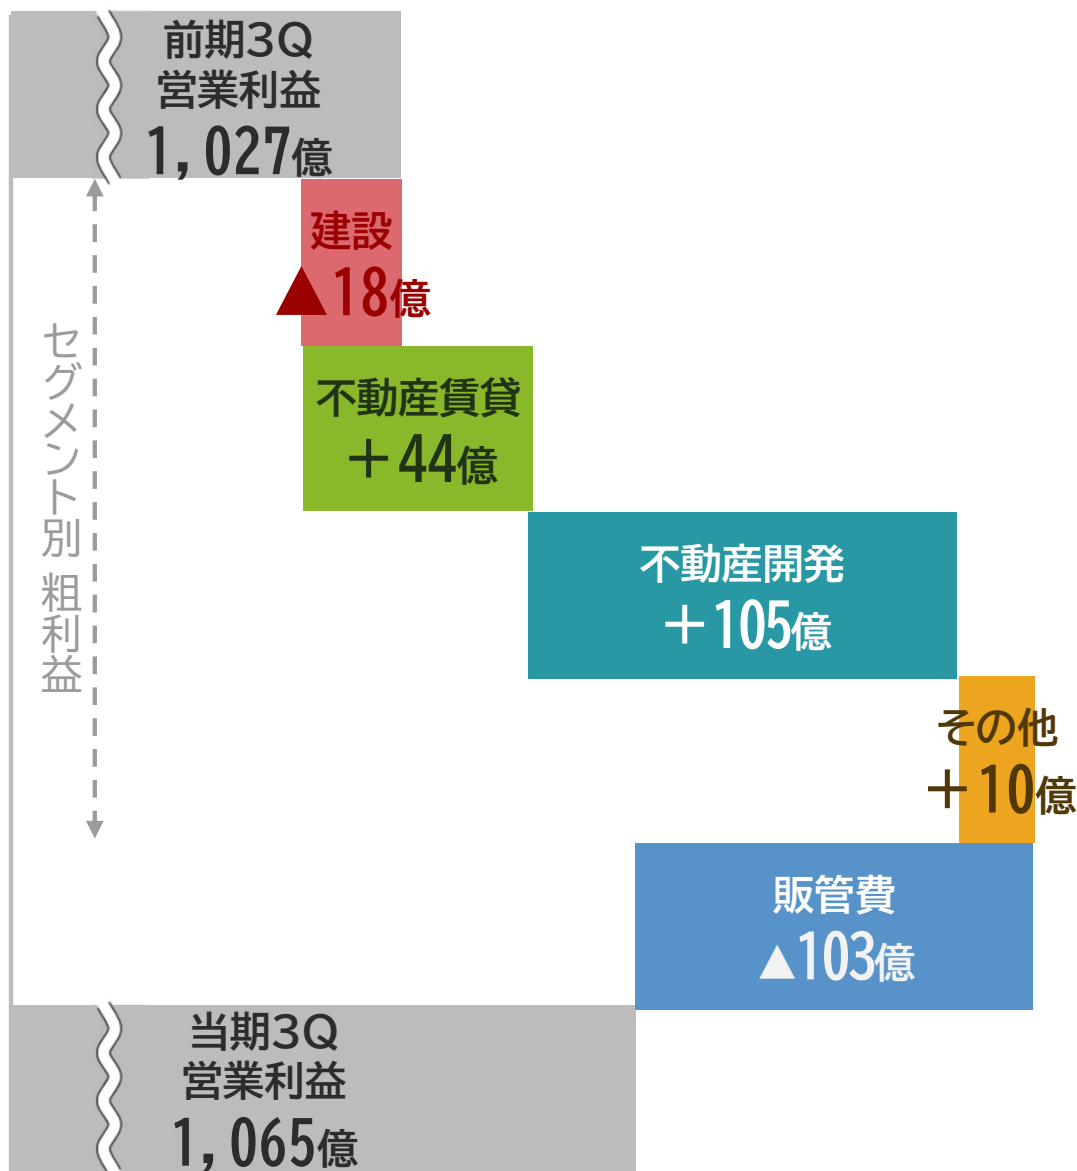 前期3Q
営業利益
1,027億
建設
▲18億
セグメント別 粗利益
不動産賃貸
＋44億
不動産開発
＋105億
その他
＋10億
販管費
▲103億
当期3Q
営業利益
1,065億